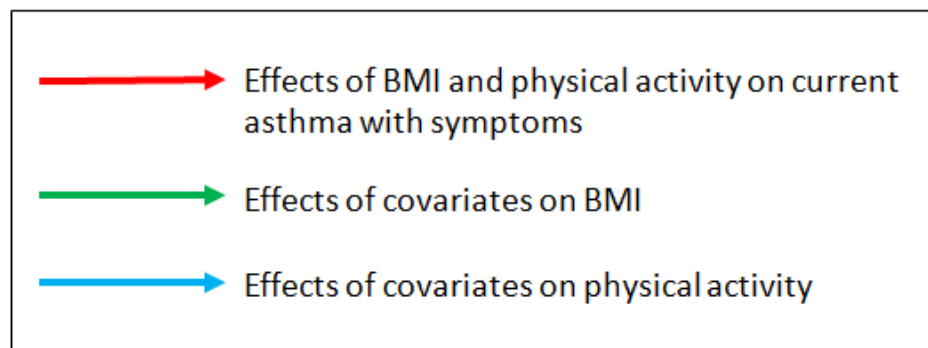 Effects of BMI and physical activity on current
asthma with symptoms
Effects of covariates on BMI
Effects of covariates on physical activity